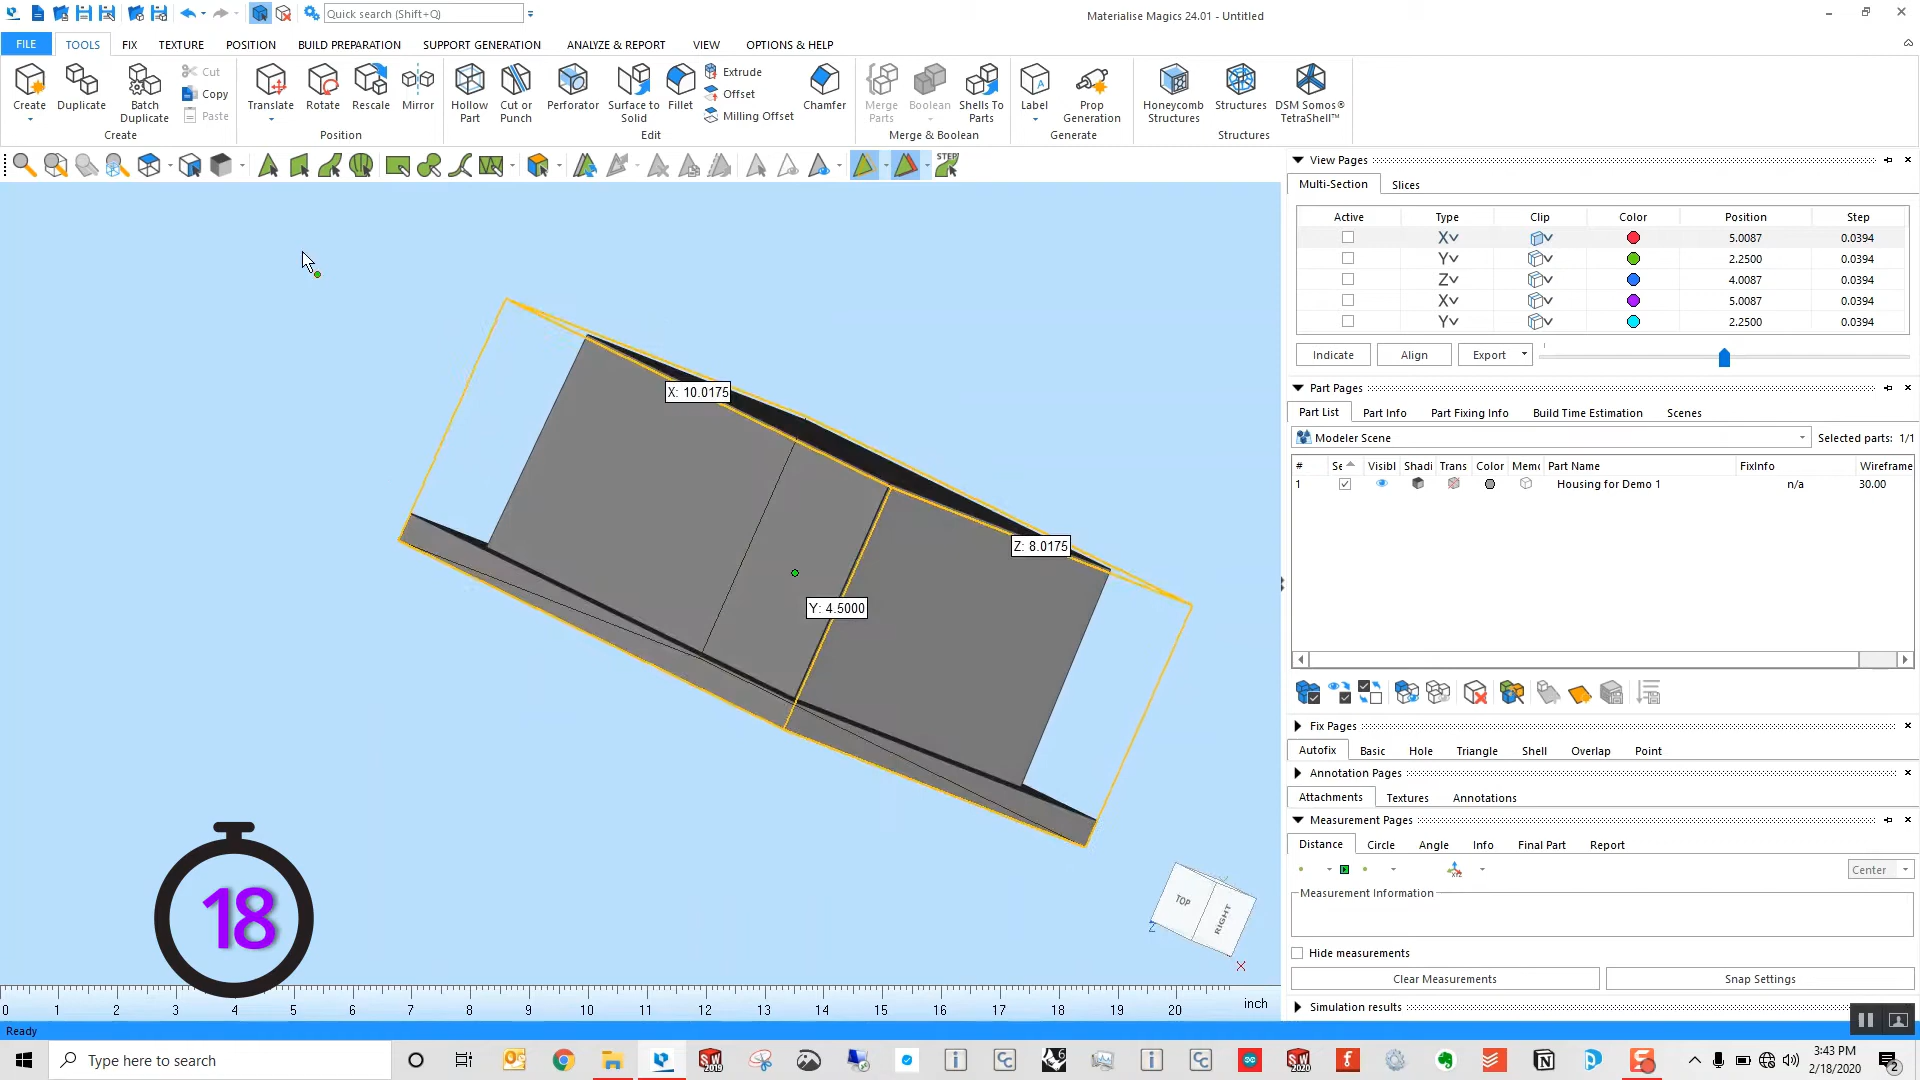 Quick search (Shift+Q)
Materialise Magics 24.01 - Untitled
FILE TOOLS FIX TEXTURE POSITION BUILD PREPARATION SUPPORT GENERATION ANALYZE & REPORT VIEW OPTIONS & HELP
Create Duplicate Batch Duplicate Cut Copy Paste
Create
Translate Rotate Rescale Mirror
Position
Hollow Part Cut or Punch Perforator Surface to Solid Fillet Extrude Offset Milling Offset Chamfer
Edit
Merge Parts Boolean Shells To Parts
Merge & Boolean
Label Prop Generation
Generate
Honeycomb Structures Structures DSM Somos® TetraShell™
Structures
STEP
X: 10.0175
Z: 8.0175
Y: 4.5000
TOP RIGHT
Z
X
18
0 1 2 3 4 5 6 7 8 9 10 11 12 13 14 15 16 17 18 19 20 inch
View Pages
Multi-Section Slices
Active Type Clip Color Position Step
X 5.0087 0.0394
Y 2.2500 0.0394
Z 4.0087 0.0394
X 5.0087 0.0394
Y 2.2500 0.0394
Indicate Align Export
Part Pages
Part List Part Info Part Fixing Info Build Time Estimation Scenes
Modeler Scene Selected parts: 1/1
# Se Visibl Shadi Trans Color Memo Part Name FixInfo Wireframe
1 Housing for Demo 1 n/a 30.00
Fix Pages
Autofix Basic Hole Triangle Shell Overlap Point
Annotation Pages
Attachments Textures Annotations
Measurement Pages
Distance Circle Angle Info Final Part Report
Center
Measurement Information
Hide measurements
Clear Measurements Snap Settings
Simulation results
Ready
Type here to search
3:43 PM
2/18/2020
2